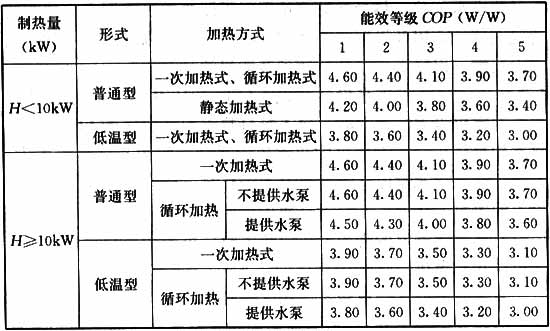 制热量（kW） 形式 加热方式 能效等级COP（W/W）
1 2 3 4 5
H＜10kW 普通型 一次加热式、循环加热式 4.60 4.40 4.10 3.90 3.70
静态加热式 4.20 4.00 3.80 3.60 3.40
低温型 一次加热式、循环加热式 3.80 3.60 3.40 3.20 3.00
H≥10kW 普通型 一次加热式 4.60 4.40 4.10 3.90 3.70
循环加热 不提供水泵 4.60 4.40 4.10 3.90 3.70
提供水泵 4.50 4.30 4.00 3.80 3.60
低温型 一次加热式 3.90 3.70 3.50 3.30 3.10
循环加热 不提供水泵 3.90 3.70 3.50 3.30 3.10
提供水泵 3.80 3.60 3.40 3.20 3.00